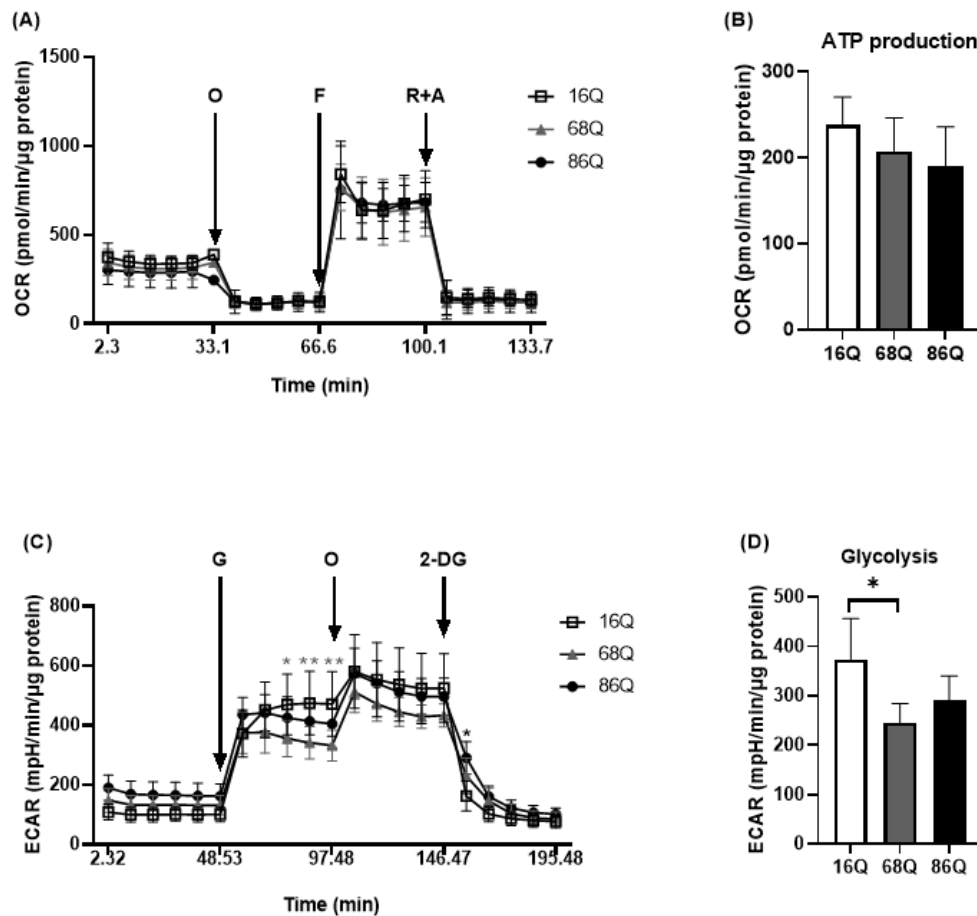 (A)
OCR (pmol/min/µg protein)
1500
1000
500
0
O
F
R+A
16Q
68Q
86Q
2.3 33.1 66.6 100.1 133.7
Time (min)
(B)
ATP production
OCR (pmol/min/µg protein)
300
200
100
0
16Q 68Q 86Q
(C)
ECAR (mpH/min/µg protein)
800
600
400
200
0
G
O
2-DG
* ** **
*
16Q
68Q
86Q
2.32 48.53 97.48 146.47 195.48
Time (min)
(D)
Glycolysis
*
ECAR (mpH/min/µg protein)
500
400
300
200
100
0
16Q 68Q 86Q